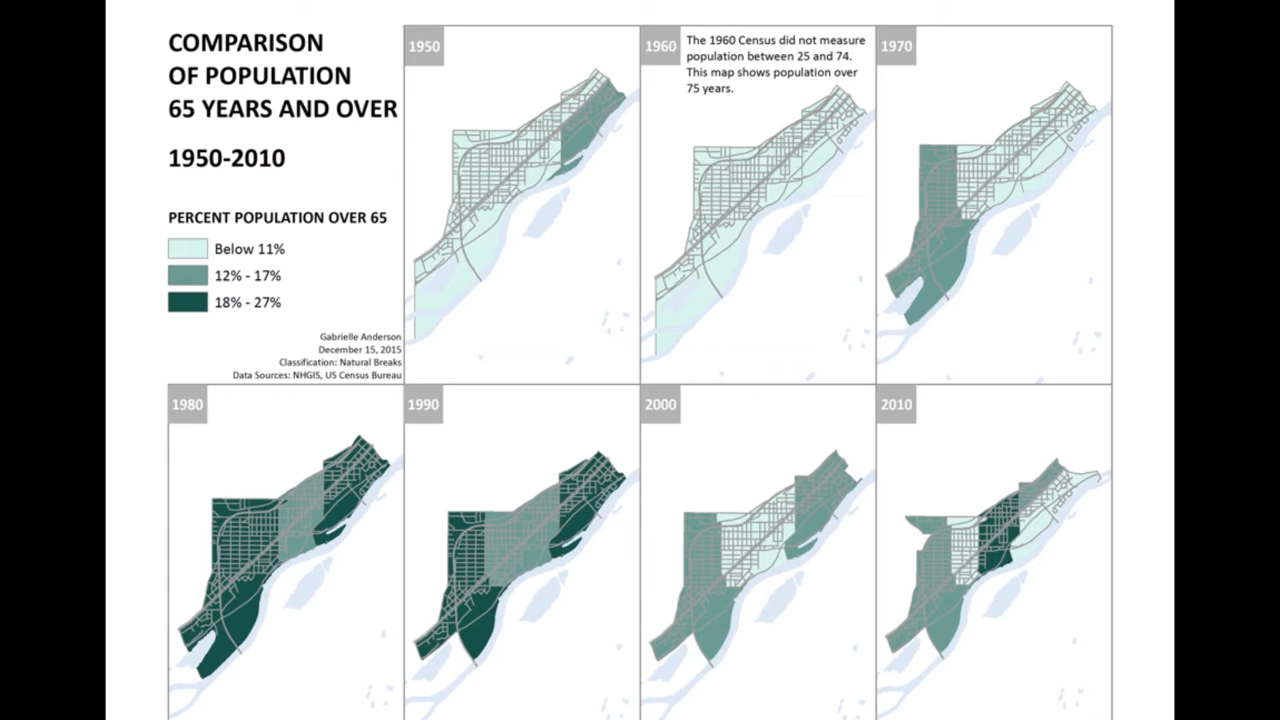 COMPARISON
OF POPULATION
65 YEARS AND OVER
1950-2010
PERCENT POPULATION OVER 65
Below 11%
12% - 17%
18% - 27%
Gabrielle Anderson
December 15, 2015
Classification: Natural Breaks
Data Sources: NHGIS, US Census Bureau
1950
1960
The 1960 Census did not measure
population between 25 and 74.
This map shows population over
75 years.
1970
1980
1990
2000
2010